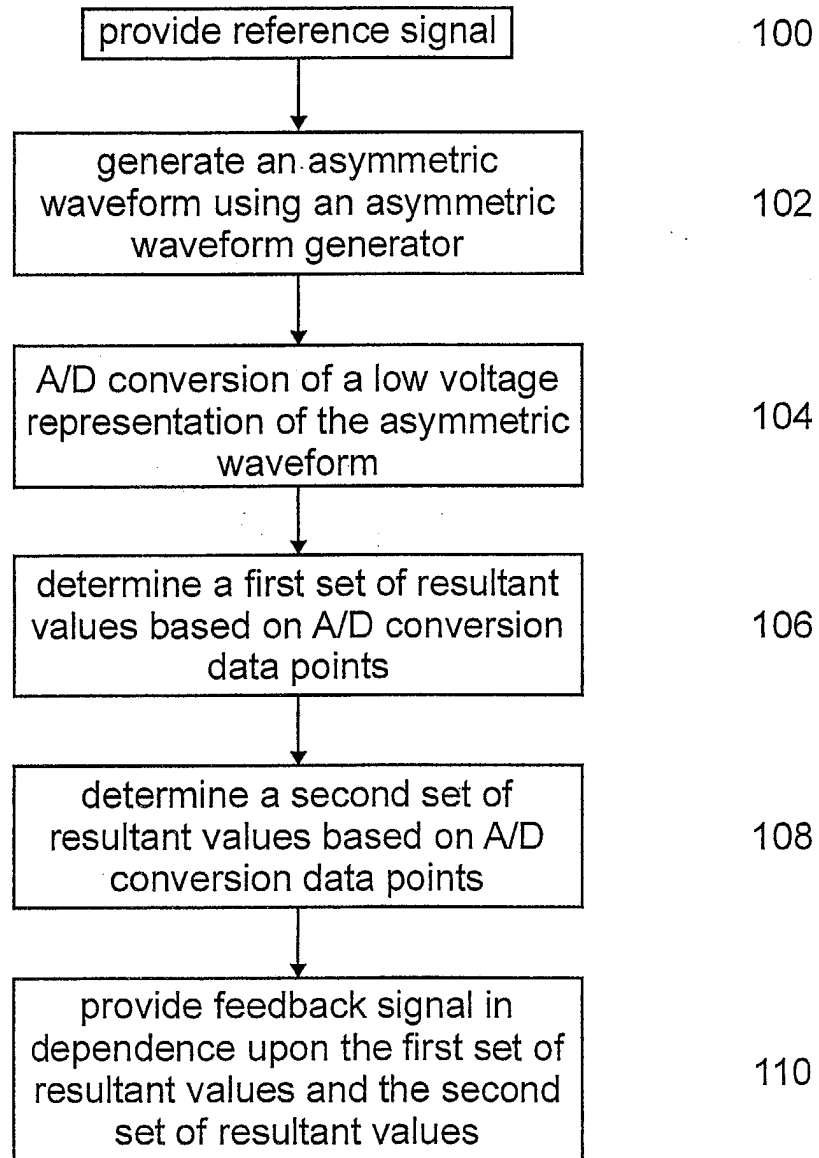 provide reference signal
100
generate an asymmetric
waveform using an asymmetric
waveform generator
102
A/D conversion of a low voltage
representation of the asymmetric
waveform
104
determine a first set of resultant
values based on A/D conversion
data points
106
determine a second set of
resultant values based on A/D
conversion data points
108
provide feedback signal in
dependence upon the first set of
resultant values and the second
set of resultant values
110